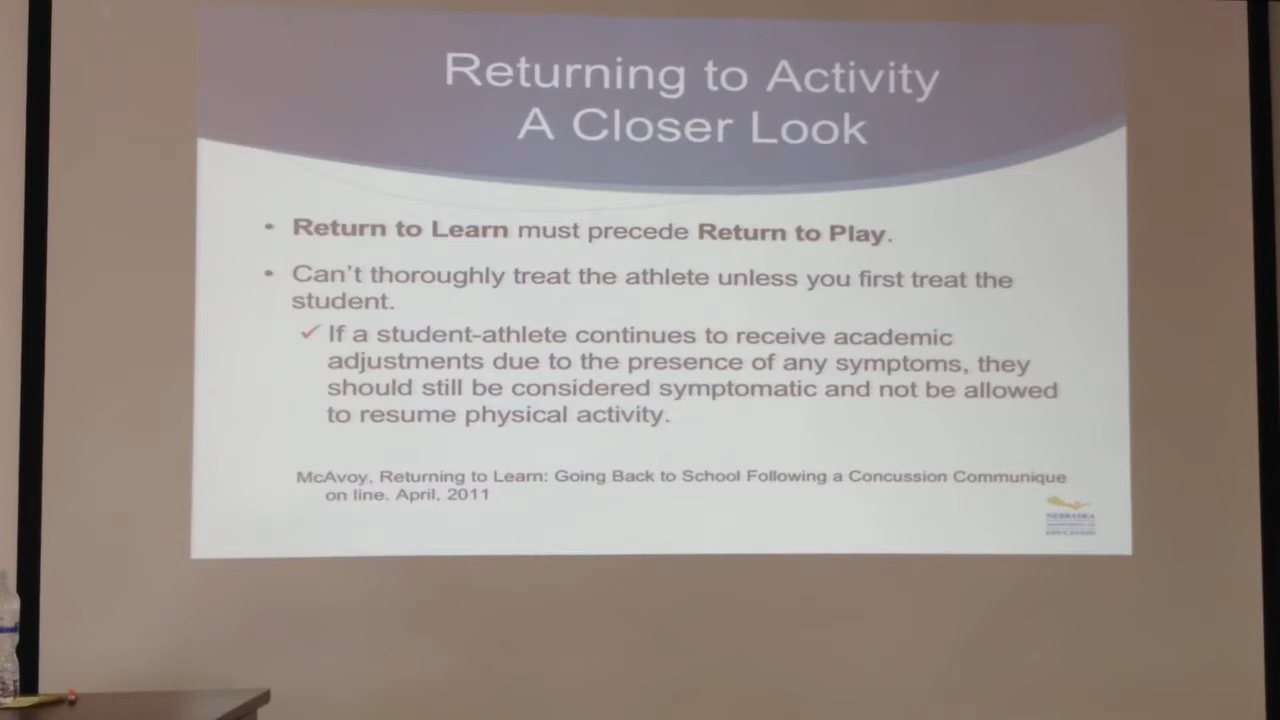 Returning to Activity
A Closer Look
• Return to Learn must precede Return to Play.
• Can't thoroughly treat the athlete unless you first treat the
student.
✓ If a student-athlete continues to receive academic
adjustments due to the presence of any symptoms, they
should still be considered symptomatic and not be allowed
to resume physical activity.
McAvoy, Returning to Learn: Going Back to School Following a Concussion Communique
on line. April, 2011
NEBRASKA